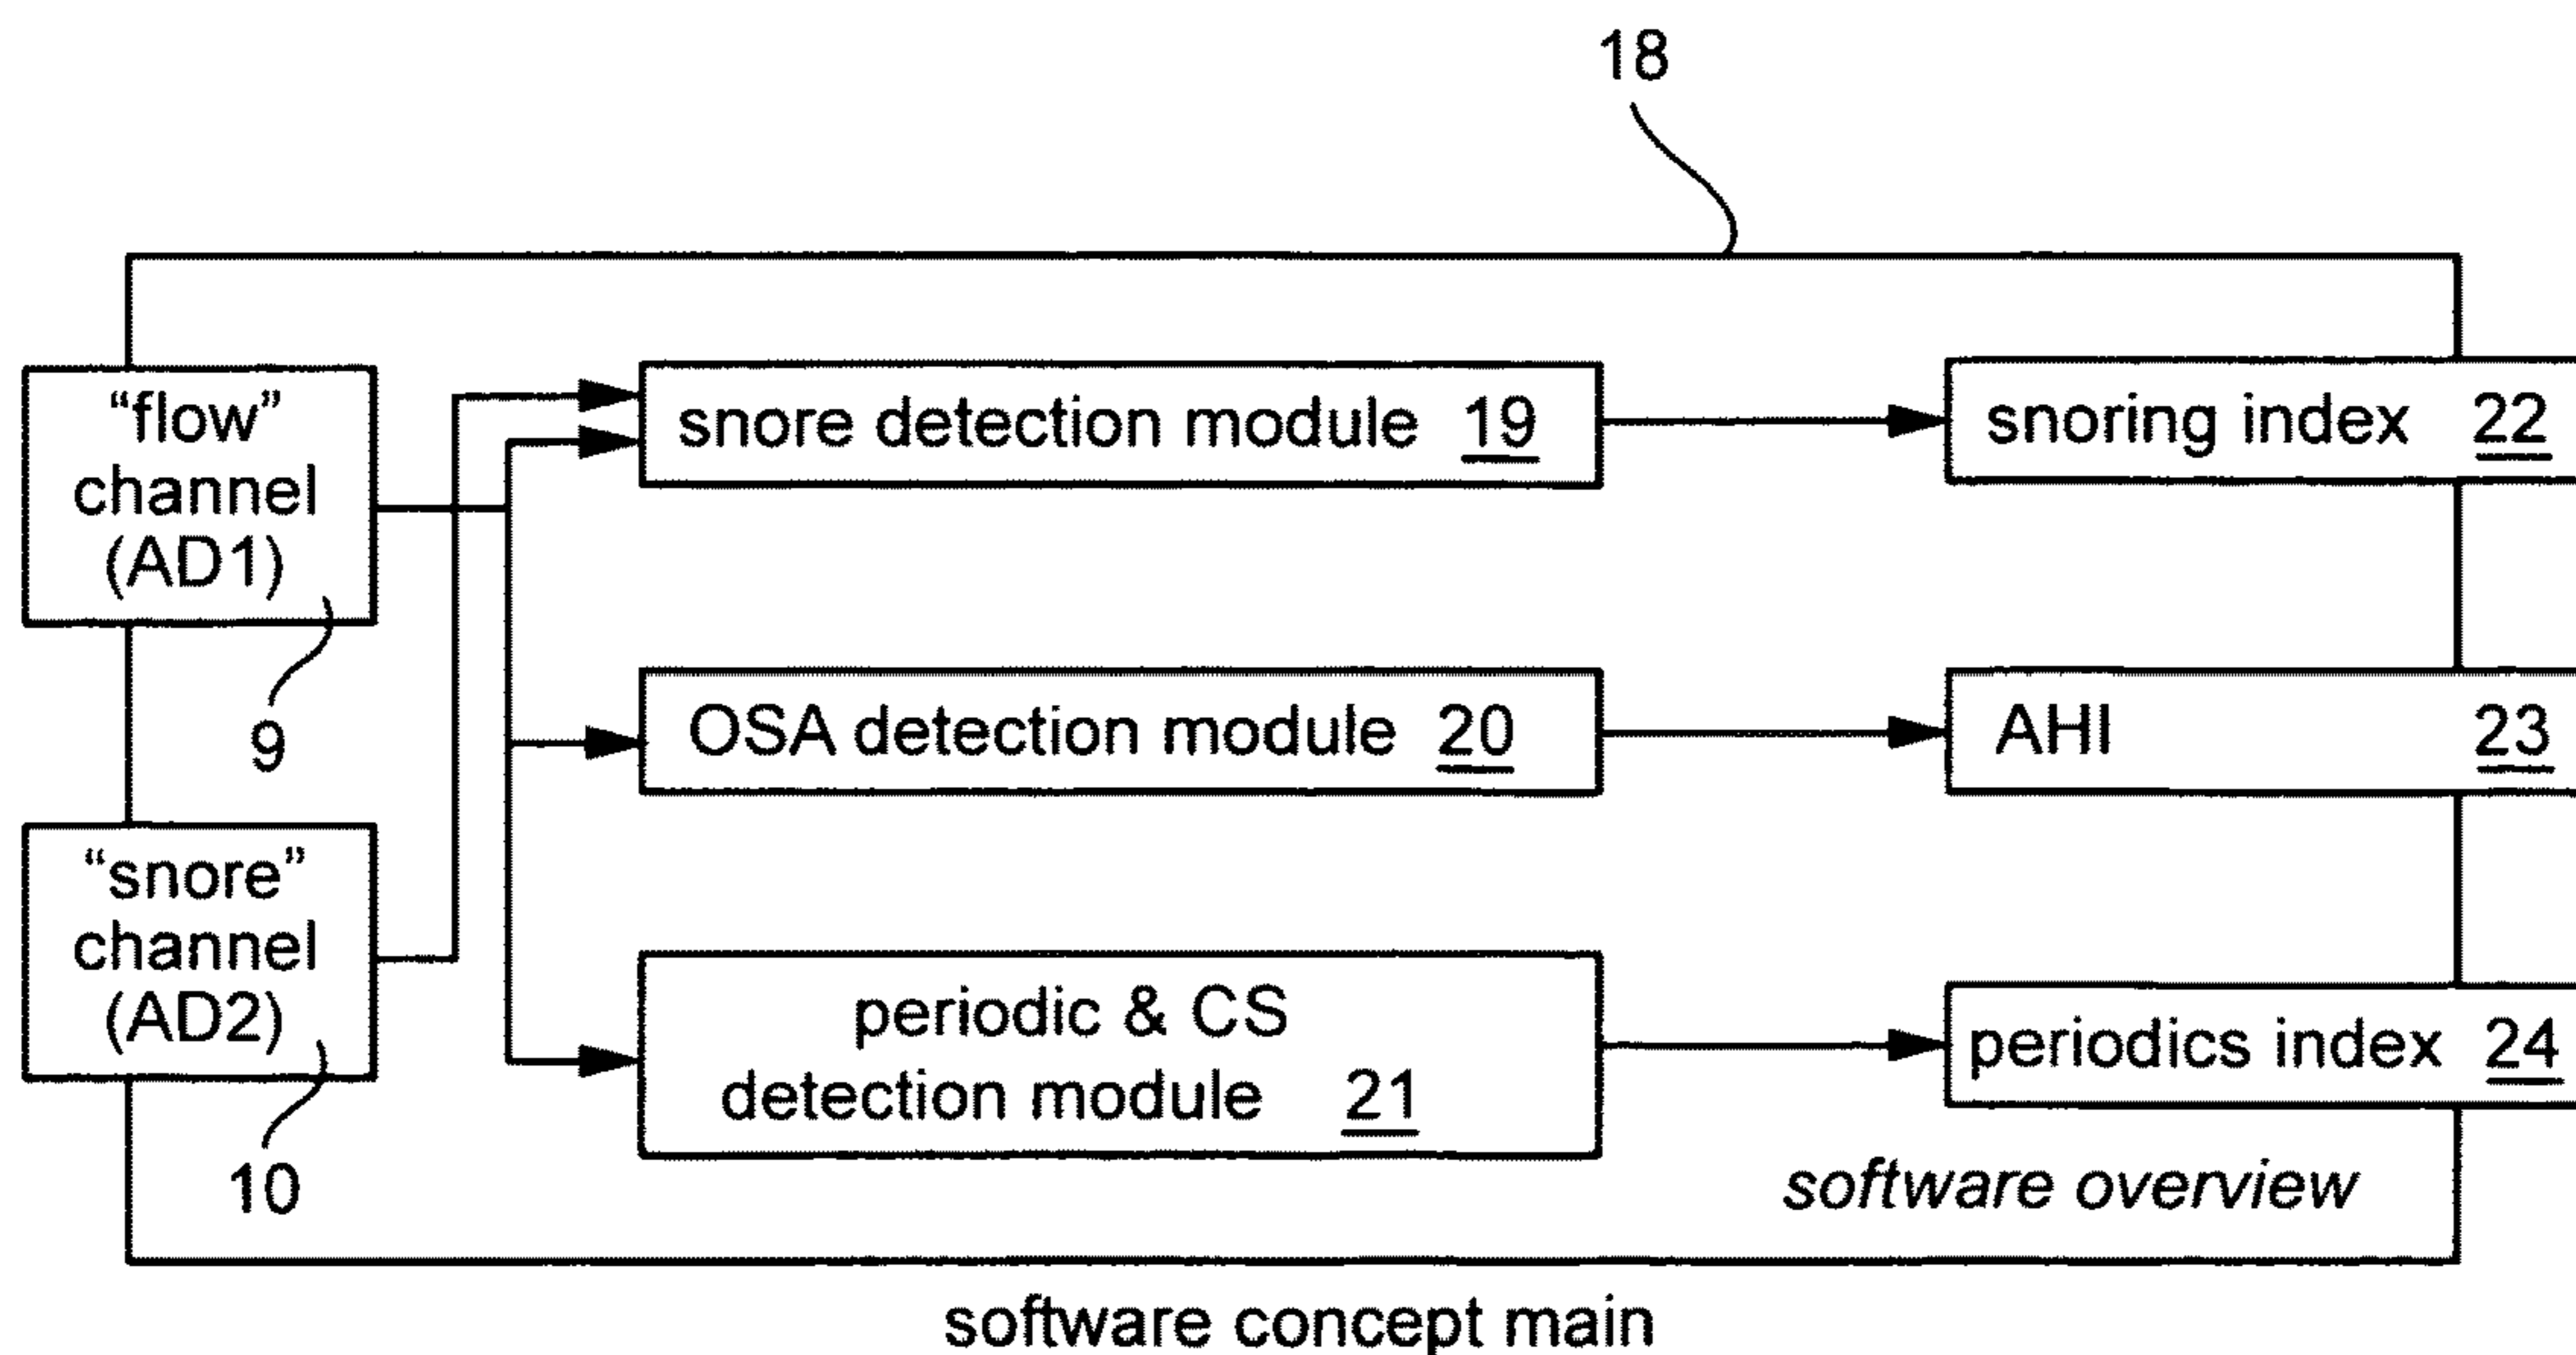 18
“flow”
channel
(AD1)
9
“snore”
channel
(AD2)
10
snore detection module 19
OSA detection module 20
periodic & CS
detection module 21
snoring index 22
AHI 23
periodics index 24
software overview
software concept main